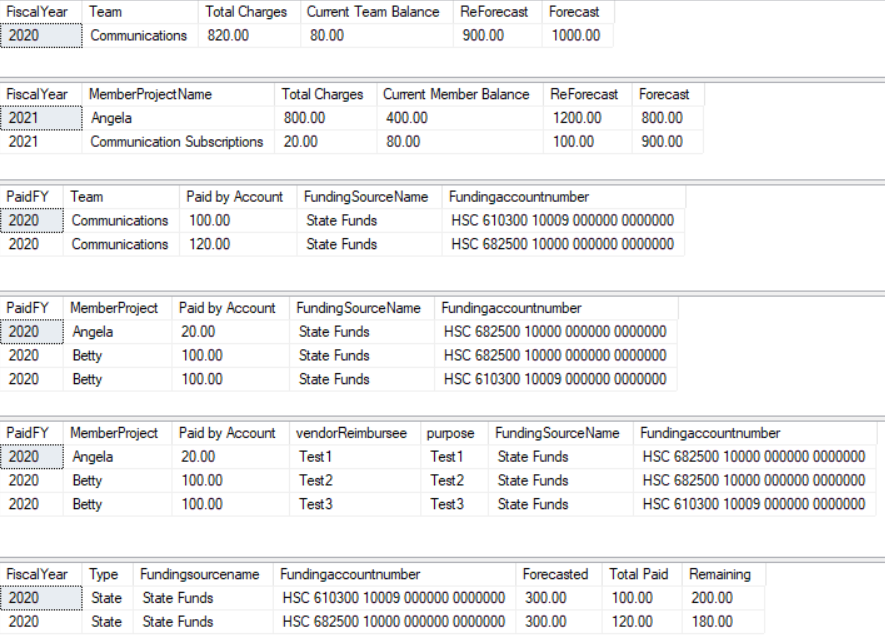 FiscalYear Team Total Charges Current Team Balance ReForecast Forecast
2020 Communications 820.00 80.00 900.00 1000.00
FiscalYear MemberProjectName Total Charges Current Member Balance ReForecast Forecast
2021 Angela 800.00 400.00 1200.00 800.00
2021 Communication Subscriptions 20.00 80.00 100.00 900.00
PaidFY Team Paid by Account FundingSourceName Fundingaccountnumber
2020 Communications 100.00 State Funds HSC 610300 10009 000000 0000000
2020 Communications 120.00 State Funds HSC 682500 10000 000000 0000000
PaidFY MemberProject Paid by Account FundingSourceName Fundingaccountnumber
2020 Angela 20.00 State Funds HSC 682500 10000 000000 0000000
2020 Betty 100.00 State Funds HSC 682500 10000 000000 0000000
2020 Betty 100.00 State Funds HSC 610300 10009 000000 0000000
PaidFY MemberProject Paid by Account vendorReimbursee purpose FundingSourceName Fundingaccountnumber
2020 Angela 20.00 Test1 Test1 State Funds HSC 682500 10000 000000 0000000
2020 Betty 100.00 Test2 Test2 State Funds HSC 682500 10000 000000 0000000
2020 Betty 100.00 Test3 Test3 State Funds HSC 610300 10009 000000 0000000
FiscalYear Type Fundingsourcename Fundingaccountnumber Forecasted Total Paid Remaining
2020 State State Funds HSC 610300 10009 000000 0000000 300.00 100.00 200.00
2020 State State Funds HSC 682500 10000 000000 0000000 300.00 120.00 180.00